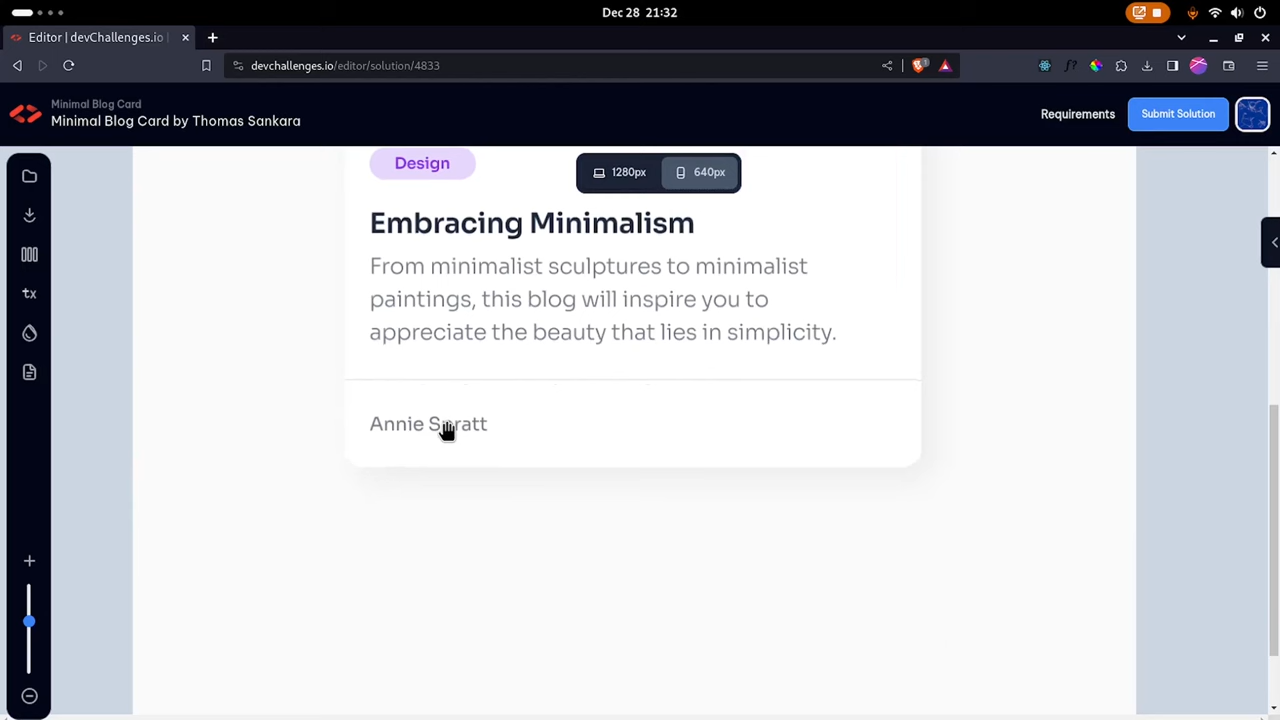 Dec 28 21:32
Editor | devChallenges.io
devchallenges.io/editor/solution/4833
Minimal Blog Card
Minimal Blog Card by Thomas Sankara
Requirements
Submit Solution
Design
1280px
640px
Embracing Minimalism
From minimalist sculptures to minimalist
paintings, this blog will inspire you to
appreciate the beauty that lies in simplicity.
Annie Spratt
tx
f?